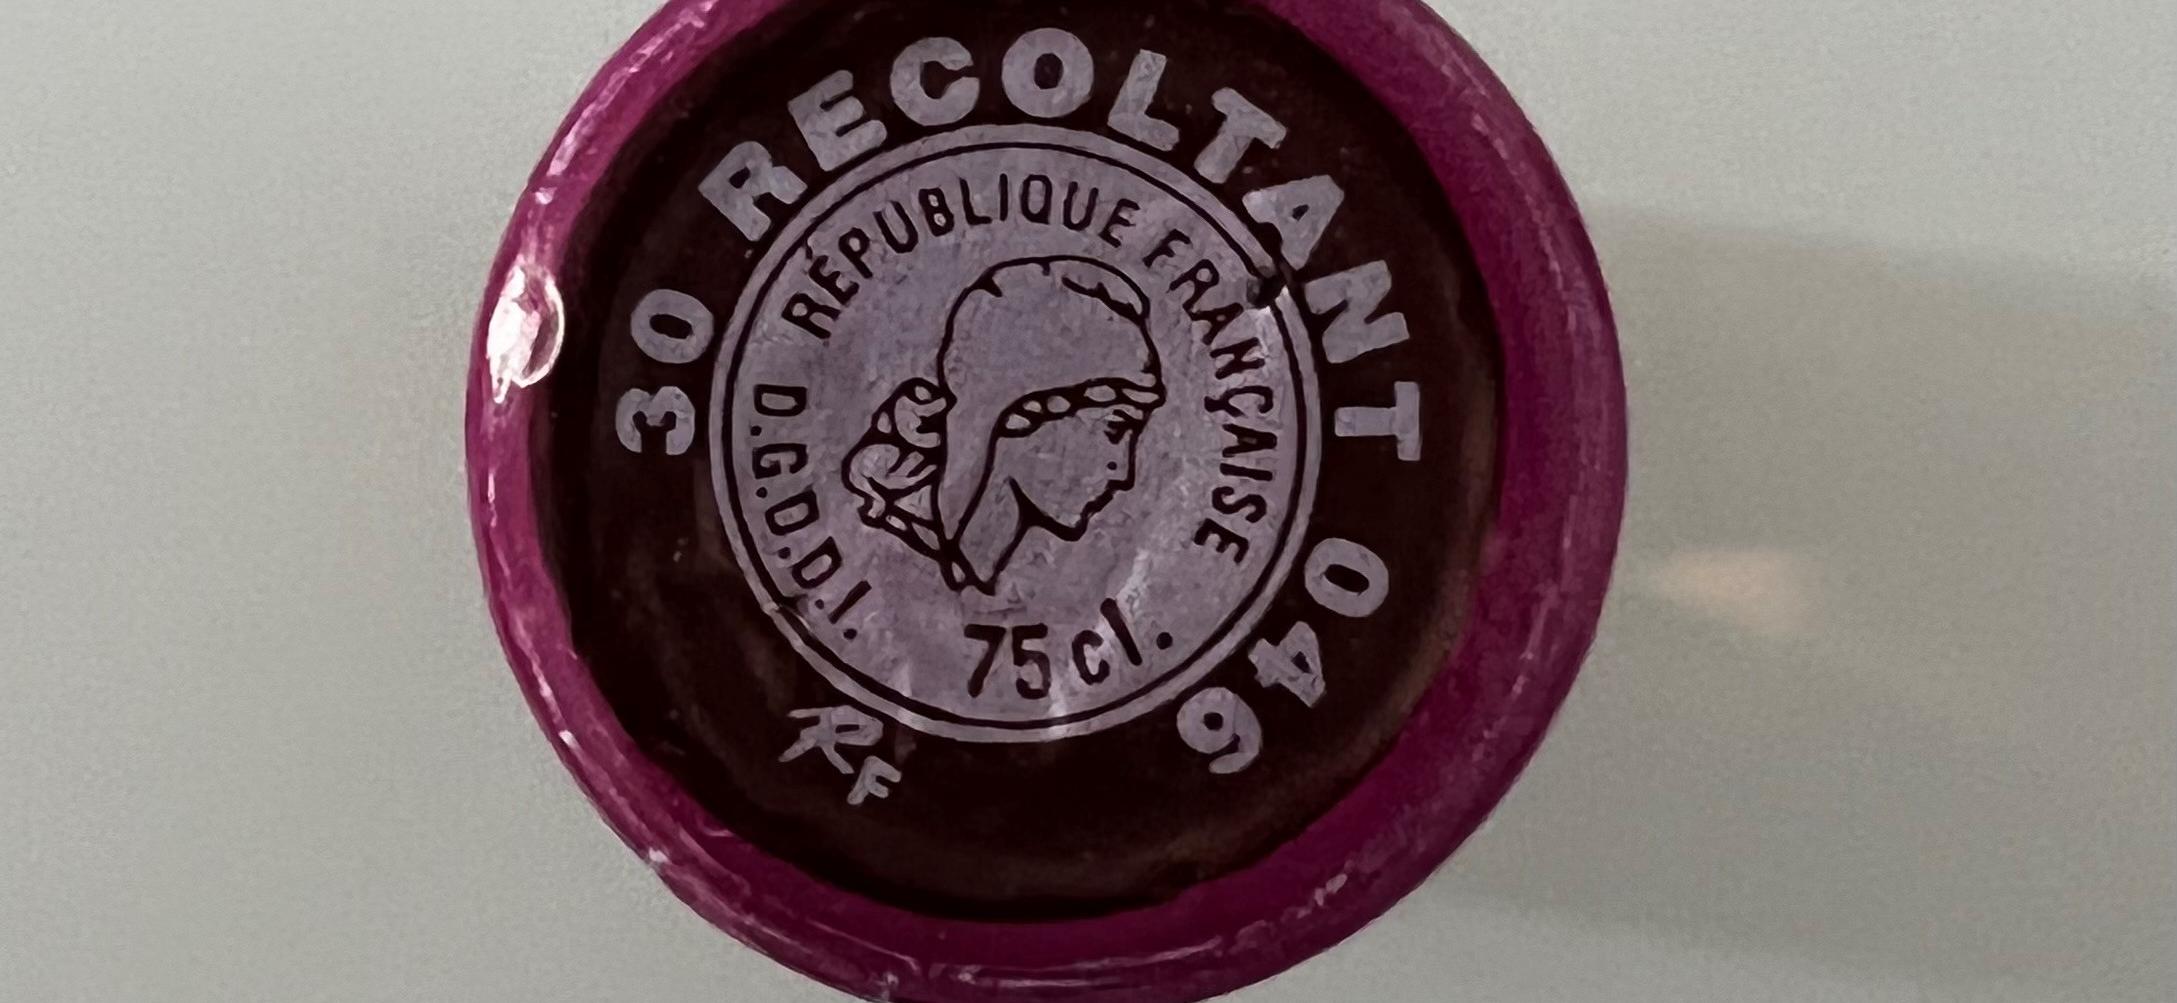 30 RECOLTANT 046
RÉPUBLIQUE FRANÇAISE
D.G.D.D.I.
75 cl.
RF